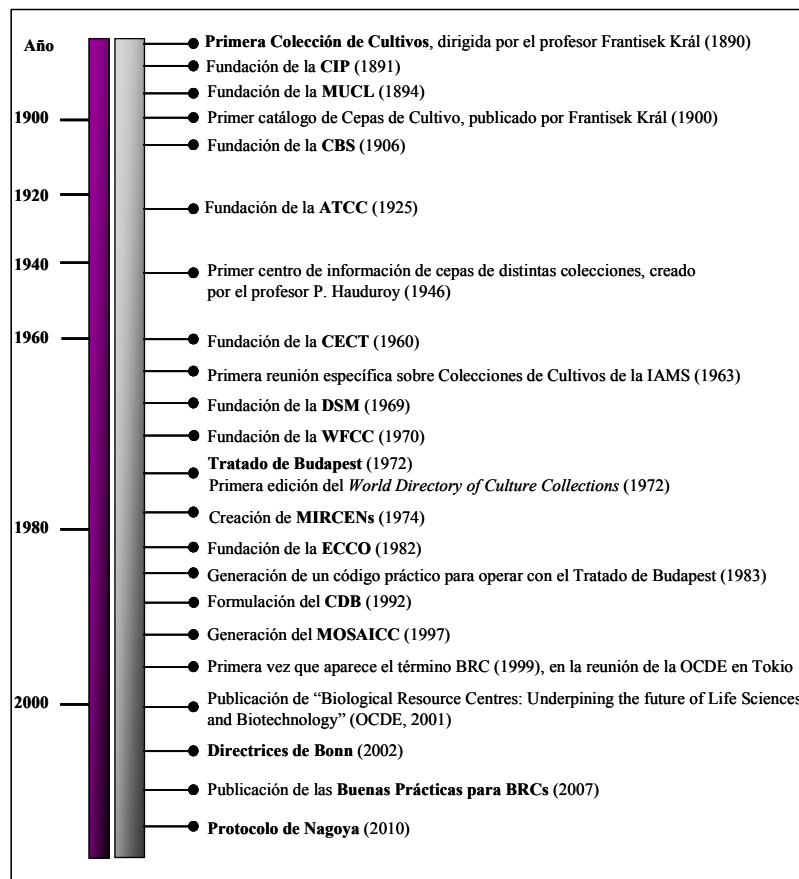 Año
Primera Colección de Cultivos, dirigida por el profesor Frantisek Král (1890)
Fundación de la CIP (1891)
Fundación de la MUCL (1894)
1900
Primer catálogo de Cepas de Cultivo, publicado por Frantisek Král (1900)
Fundación de la CBS (1906)
1920
Fundación de la ATCC (1925)
1940
Primer centro de información de cepas de distintas colecciones, creado
por el profesor P. Hauduroy (1946)
1960
Fundación de la CECT (1960)
Primera reunión específica sobre Colecciones de Cultivos de la IAMS (1963)
Fundación de la DSM (1969)
Fundación de la WFCC (1970)
Tratado de Budapest (1972)
Primera edición del World Directory of Culture Collections (1972)
Creación de MIRCENs (1974)
1980
Fundación de la ECCO (1982)
Generación de un código práctico para operar con el Tratado de Budapest (1983)
Formulación del CDB (1992)
Generación del MOSAICC (1997)
Primera vez que aparece el término BRC (1999), en la reunión de la OCDE en Tokio
2000
Publicación de “Biological Resource Centres: Underpining the future of Life Sciences
and Biotechnology” (OCDE, 2001)
Directrices de Bonn (2002)
Publicación de las Buenas Prácticas para BRCs (2007)
Protocolo de Nagoya (2010)